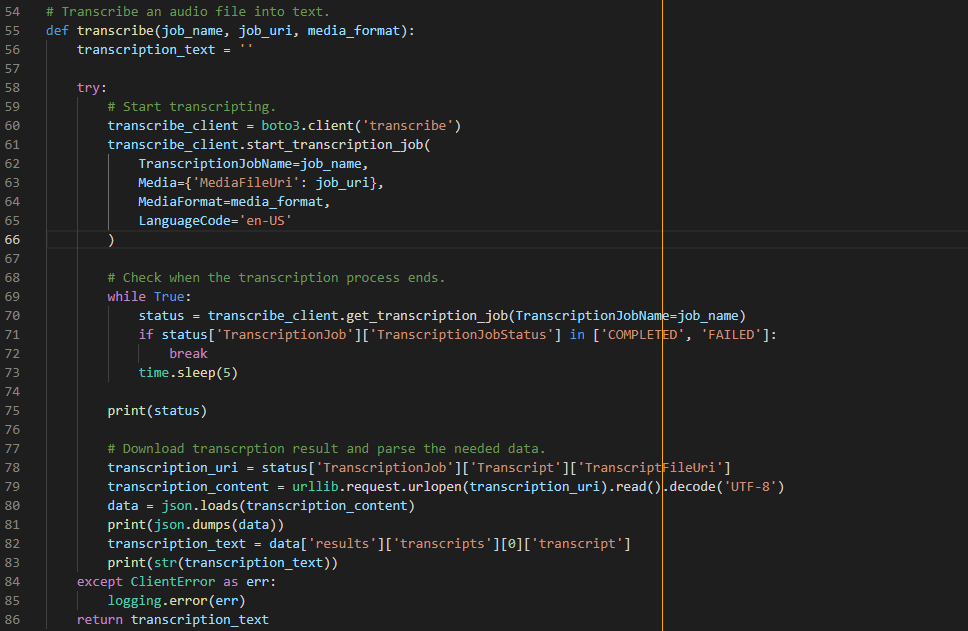 54 # Transcribe an audio file into text.
55 def transcribe(job_name, job_uri, media_format):
56     transcription_text = ''
57
58     try:
59         # Start transcripting.
60         transcribe_client = boto3.client('transcribe')
61         transcribe_client.start_transcription_job(
62             TranscriptionJobName=job_name,
63             Media={'MediaFileUri': job_uri},
64             MediaFormat=media_format,
65             LanguageCode='en-US'
66         )
67
68         # Check when the transcription process ends.
69         while True:
70             status = transcribe_client.get_transcription_job(TranscriptionJobName=job_name)
71             if status['TranscriptionJob']['TranscriptionJobStatus'] in ['COMPLETED', 'FAILED']:
72                 break
73             time.sleep(5)
74
75         print(status)
76
77         # Download transcrption result and parse the needed data.
78         transcription_uri = status['TranscriptionJob']['Transcript']['TranscriptFileUri']
79         transcription_content = urllib.request.urlopen(transcription_uri).read().decode('UTF-8')
80         data = json.loads(transcription_content)
81         print(json.dumps(data))
82         transcription_text = data['results']['transcripts'][0]['transcript']
83         print(str(transcription_text))
84     except ClientError as err:
85         logging.error(err)
86     return transcription_text